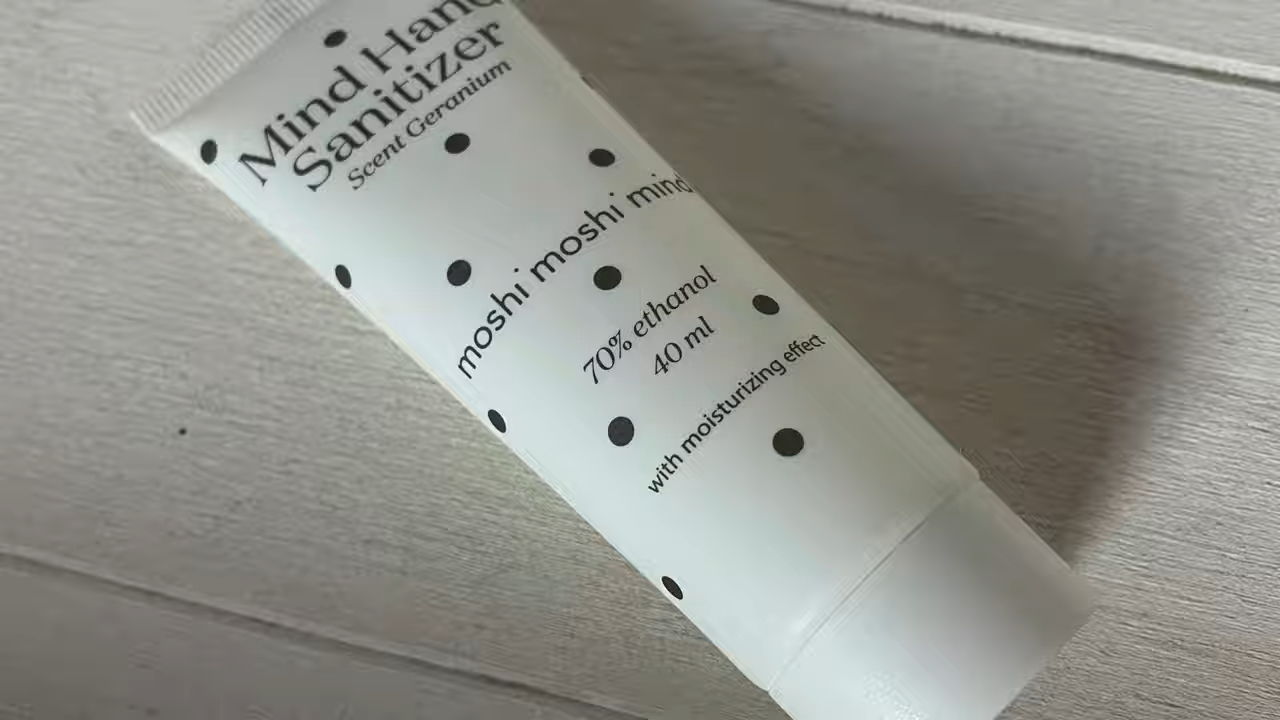 Mind Hand
Sanitizer
Scent Geranium
moshi moshi mind
70% ethanol
40 ml
with moisturizing effect